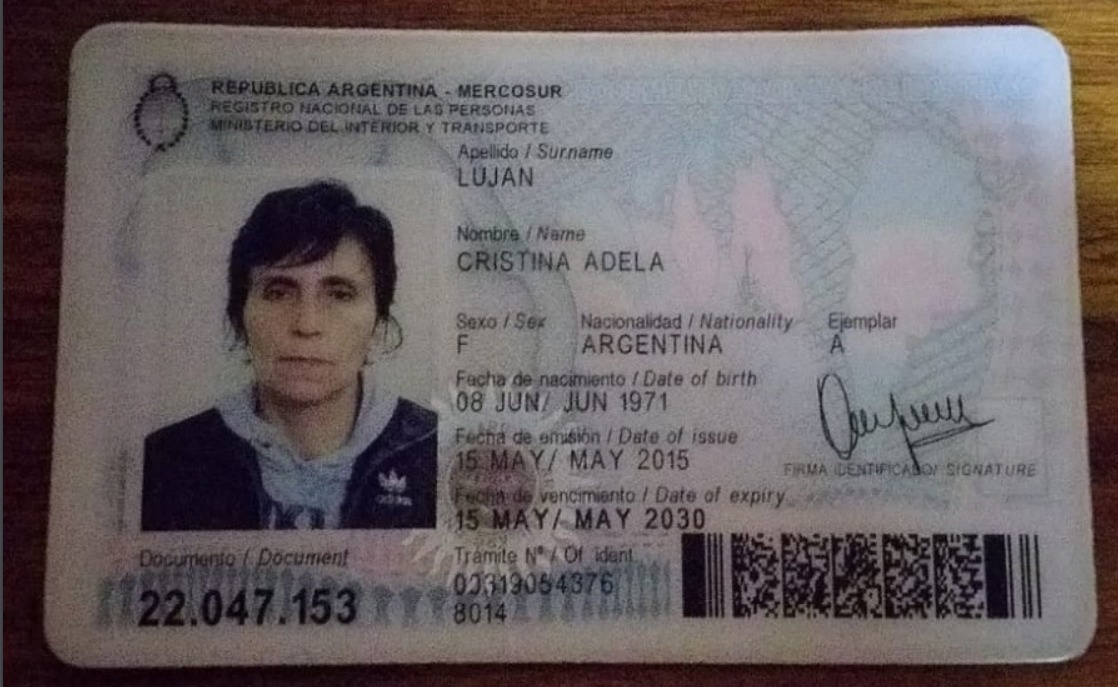 REPUBLICA ARGENTINA - MERCOSUR
REGISTRO NACIONAL DE LAS PERSONAS
MINISTERIO DEL INTERIOR Y TRANSPORTE
Apellido / Surname
LUJAN
Nombre / Name
CRISTINA ADELA
Sexo / Sex Nacionalidad / Nationality Ejemplar
F ARGENTINA A
Fecha de nacimiento / Date of birth
08 JUN/ JUN 1971
Fecha de emisión / Date of issue
15 MAY/ MAY 2015
FIRMA IDENTIFICADO/ SIGNATURE
Fecha de vencimiento / Date of expiry
15 MAY/ MAY 2030
adidas
Documento / Document
22.047.153
Trámite Nº / Of. ident
00319054376
8014